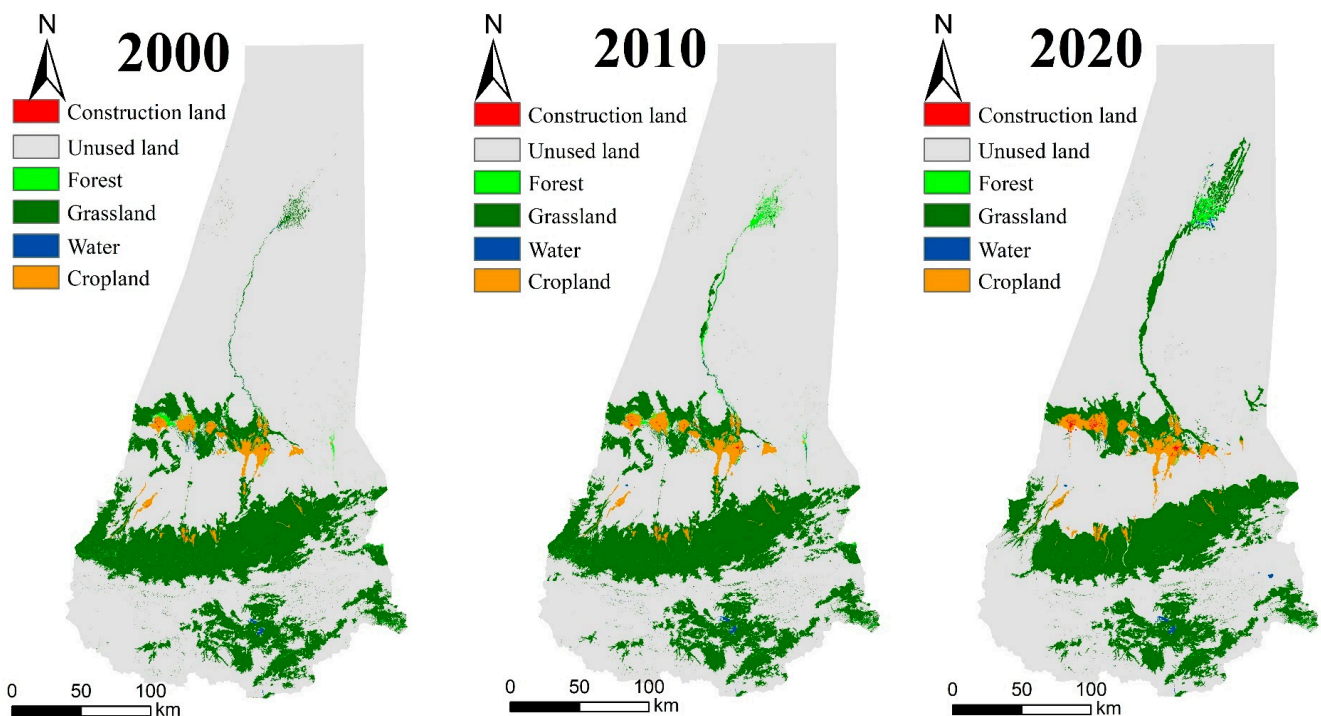 N
2000
Construction land
Unused land
Forest
Grassland
Water
Cropland
0 50 100
km
N
2010
Construction land
Unused land
Forest
Grassland
Water
Cropland
0 50 100
km
N
2020
Construction land
Unused land
Forest
Grassland
Water
Cropland
0 50 100
km